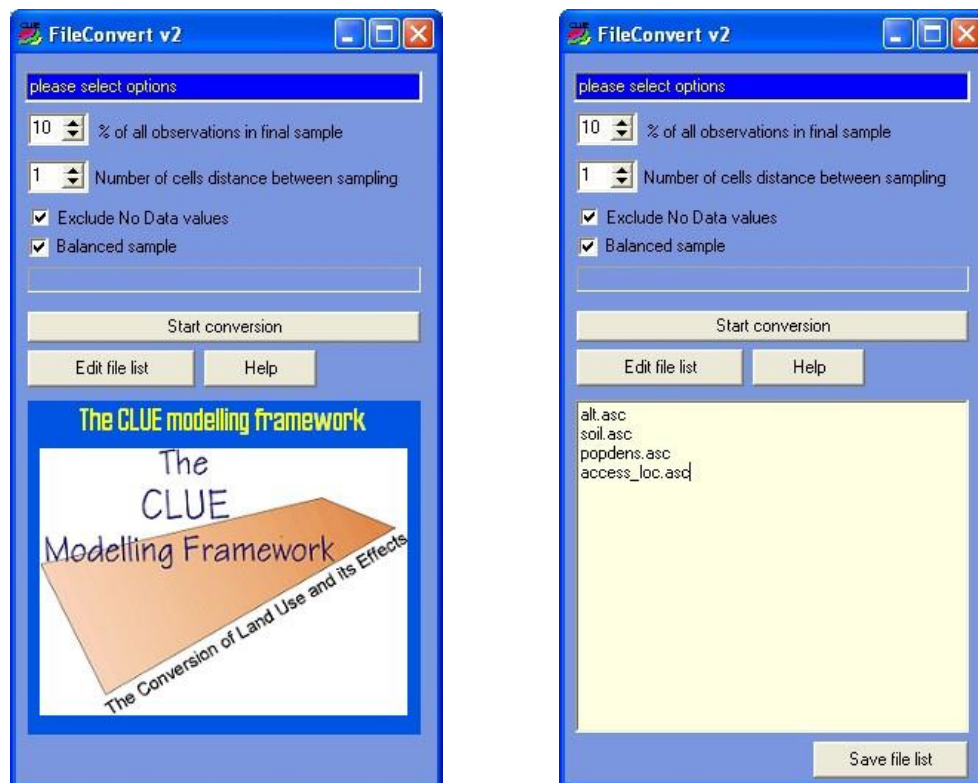 FileConvert v2
please select options
10 % of all observations in final sample
1 Number of cells distance between sampling
Exclude No Data values
Balanced sample
Start conversion
Edit file list Help
The CLUE modelling framework
The
CLUE
Modelling Framework
The Conversion of Land Use and its Effects
FileConvert v2
please select options
10 % of all observations in final sample
1 Number of cells distance between sampling
Exclude No Data values
Balanced sample
Start conversion
Edit file list Help
alt.asc
soil.asc
popdens.asc
access_loc.asc
Save file list